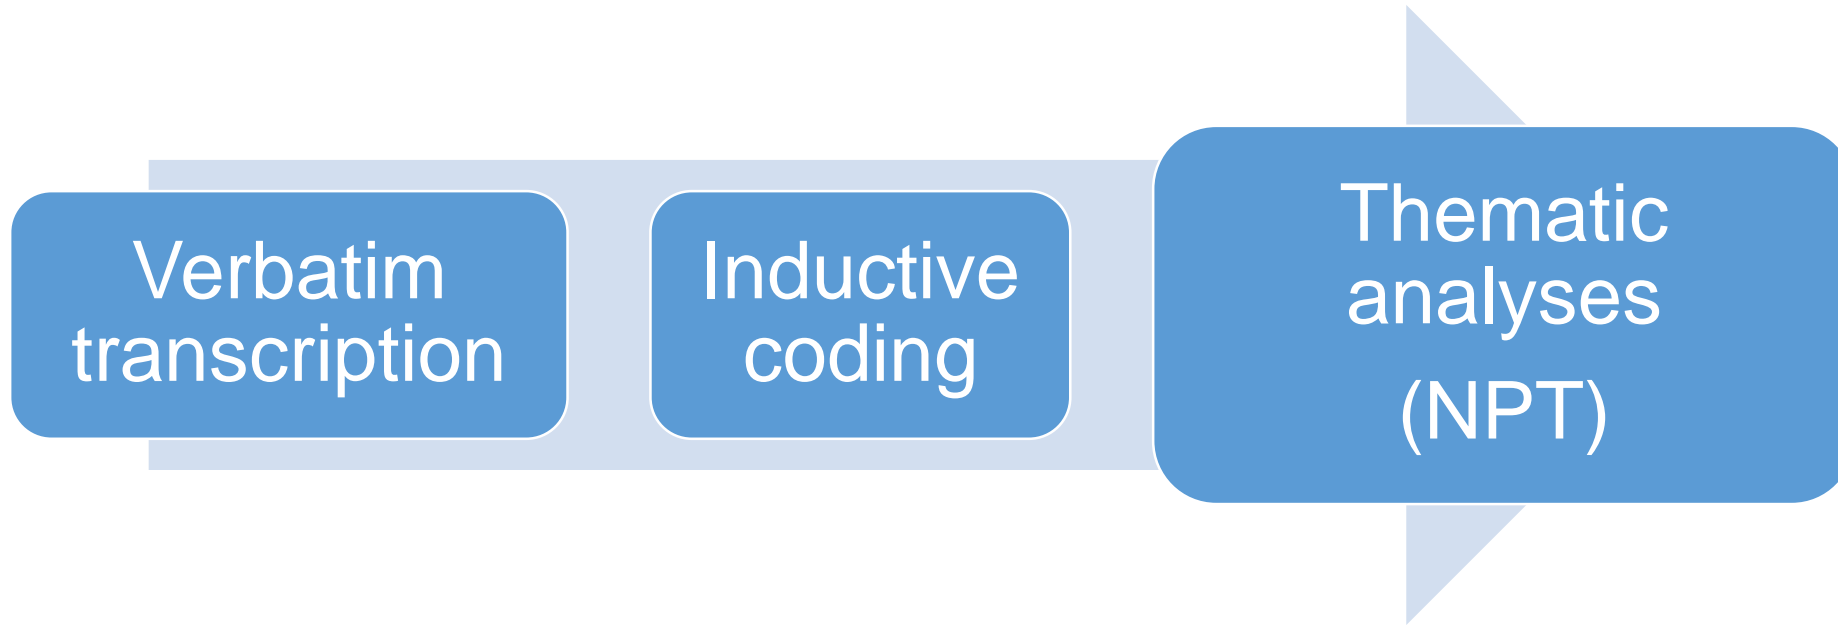 Verbatim
transcription
Inductive
coding
Thematic
analyses
(NPT)